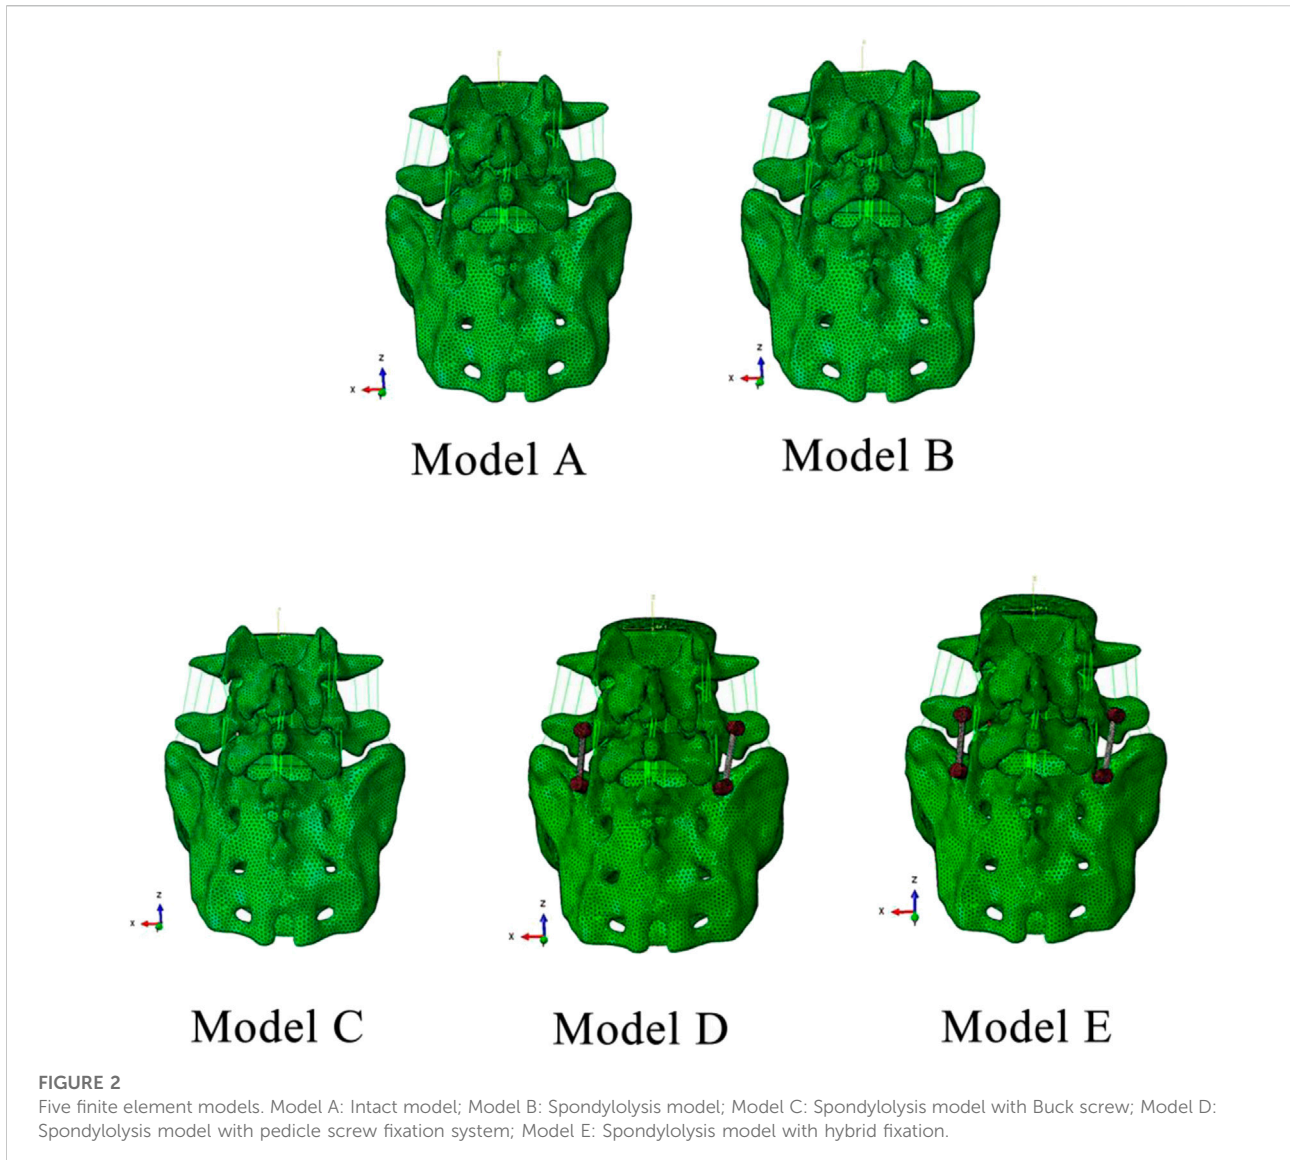 Z
X
Model A
Z
X
Model B
Z
X
Model C
Z
X
Model D
Z
X
Model E
FIGURE 2
Five finite element models. Model A: Intact model; Model B: Spondylolysis model; Model C: Spondylolysis model with Buck screw; Model D:
Spondylolysis model with pedicle screw fixation system; Model E: Spondylolysis model with hybrid fixation.